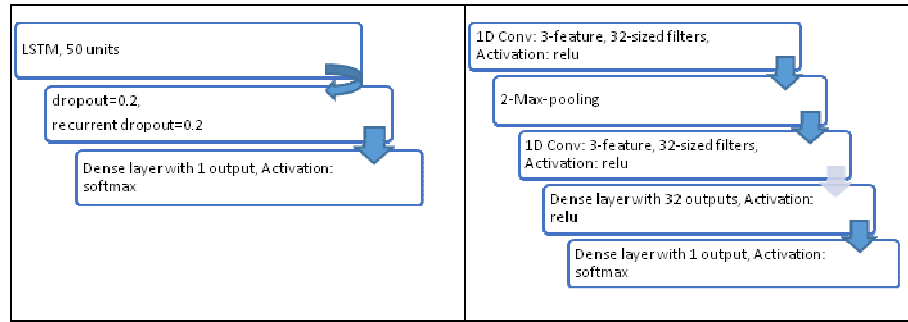 LSTM, 50 units
dropout=0.2,
recurrent dropout=0.2
Dense layer with 1 output, Activation:
softmax
1D Conv: 3-feature, 32-sized filters,
Activation: relu
2-Max-pooling
1D Conv: 3-feature, 32-sized filters,
Activation: relu
Dense layer with 32 outputs, Activation:
relu
Dense layer with 1 output, Activation:
softmax